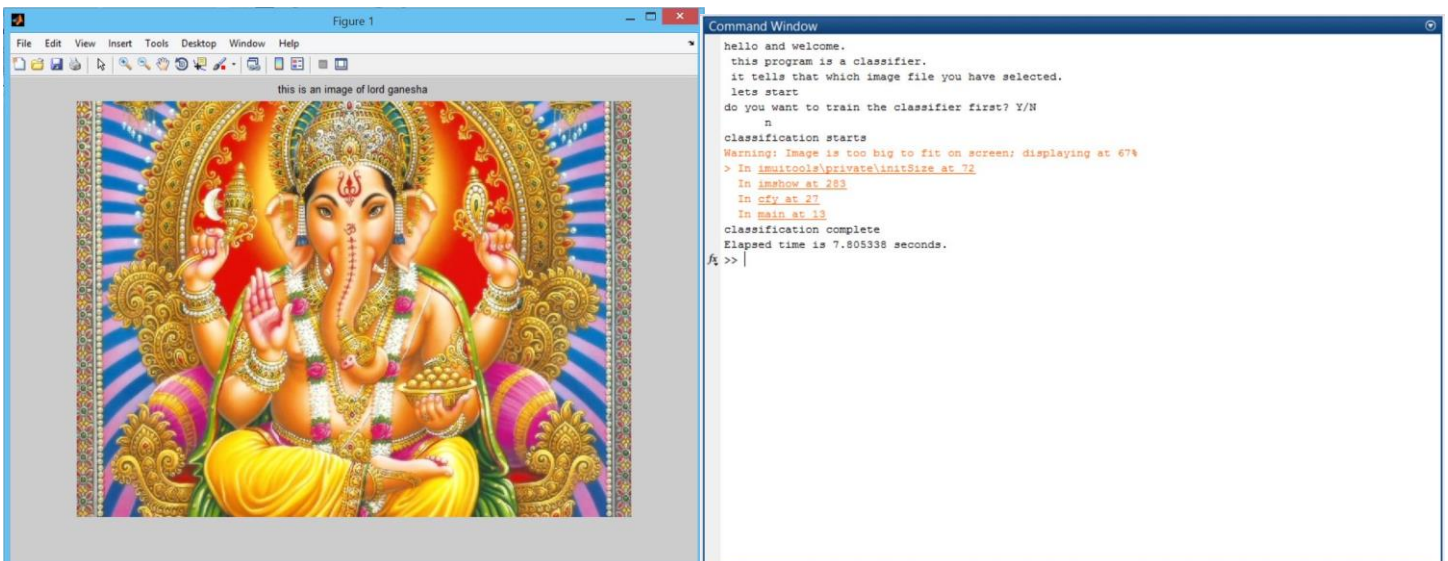 Figure 1
File Edit View Insert Tools Desktop Window Help
this is an image of lord ganesha
Command Window
hello and welcome.
this program is a classifier.
it tells that which image file you have selected.
lets start
do you want to train the classifier first? Y/N
n
classification starts
Warning: Image is too big to fit on screen; displaying at 67%
> In imuitools\private\initSize at 72
In imshow at 283
In cfy at 27
In main at 13
classification complete
Elapsed time is 7.805338 seconds.
fx >>
ॐ